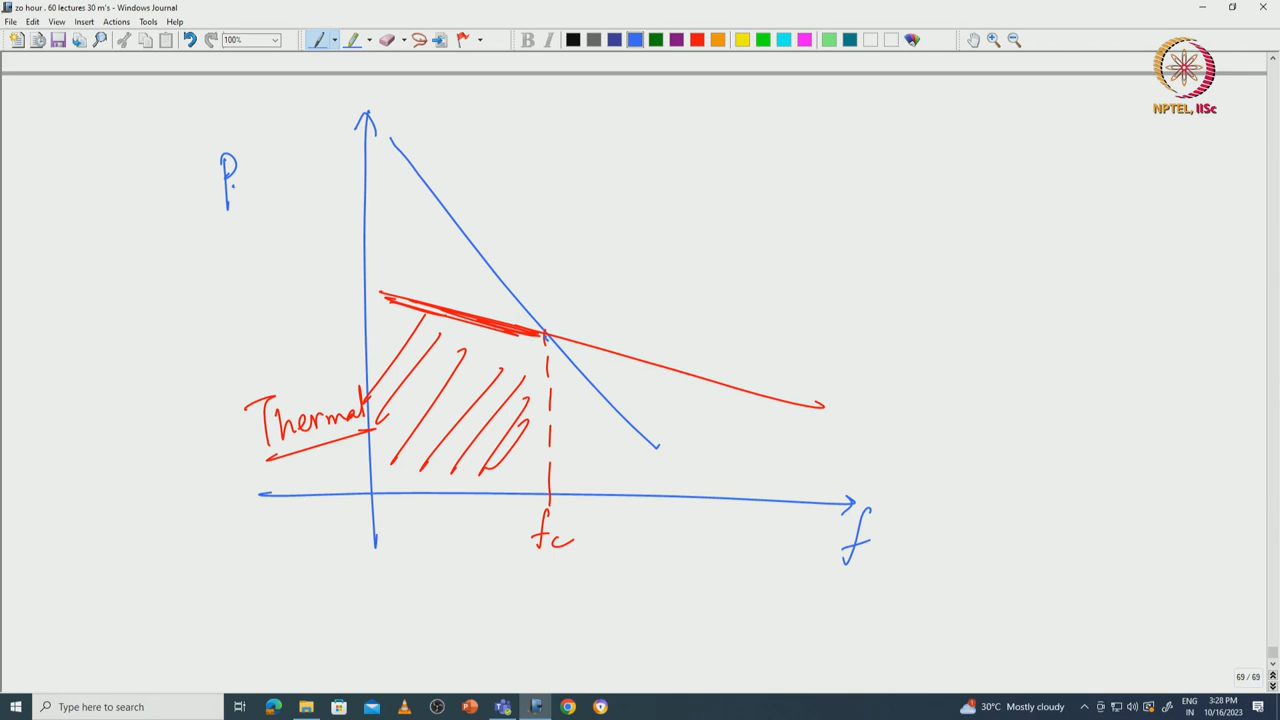 zo hour . 60 lectures 30 m's - Windows Journal
File Edit View Insert Actions Tools Help
100%
B I
NPTEL, IISc
P.
Thermal
fc
f
69 / 69
Type here to search
30°C Mostly cloudy
ENG
IN
3:28 PM
10/16/2023